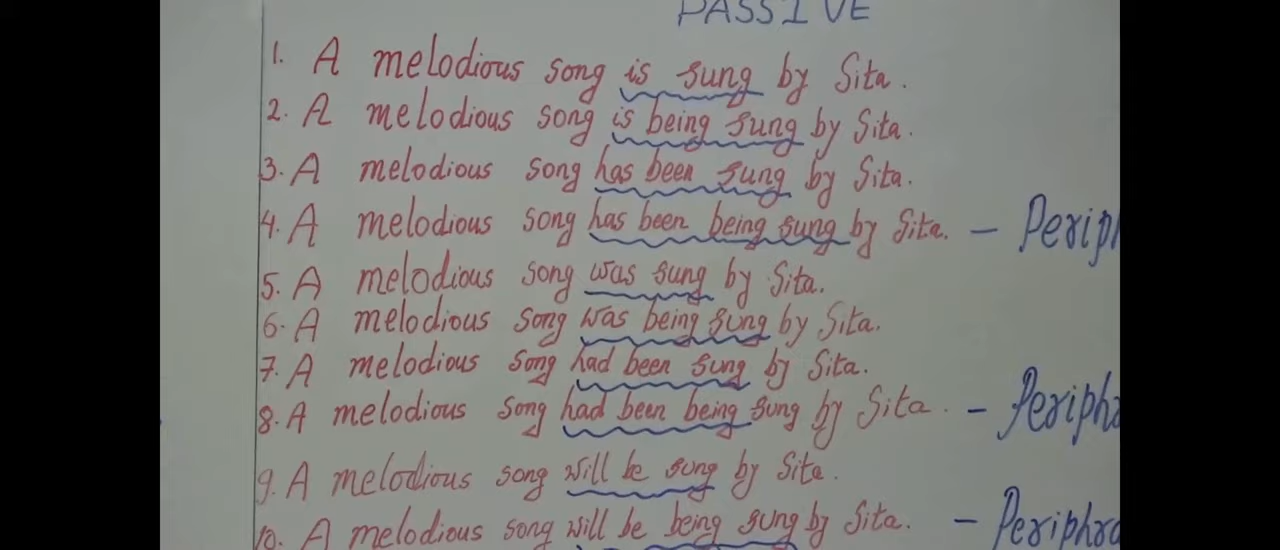 PASSIVE
1. A melodious song is sung by Sita.
2. A melodious song is being sung by Sita.
3. A melodious song has been sung by Sita.
4. A melodious song has been being sung by Sita. - Periph
5. A melodious song was sung by Sita.
6. A melodious song was being sung by Sita.
7. A melodious song had been sung by Sita.
8. A melodious song had been being sung by Sita. - Periphr
9. A melodious song will be sung by Sita.
10. A melodious song will be being sung by Sita. - Periphra